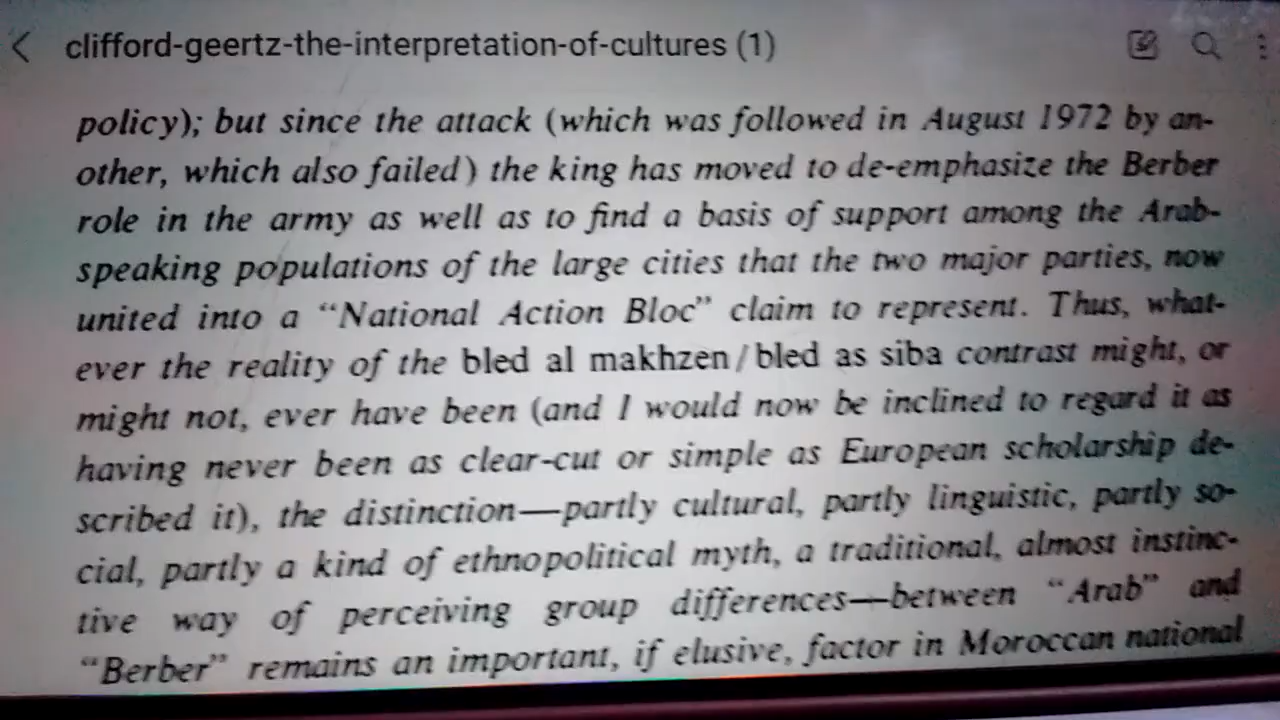 clifford-geertz-the-interpretation-of-cultures (1)
policy); but since the attack (which was followed in August 1972 by an-
other, which also failed) the king has moved to de-emphasize the Berber
role in the army as well as to find a basis of support among the Arab-
speaking populations of the large cities that the two major parties, now
united into a “National Action Bloc” claim to represent. Thus, what-
ever the reality of the bled al makhzen/bled as siba contrast might, or
might not, ever have been (and I would now be inclined to regard it as
having never been as clear-cut or simple as European scholarship de-
scribed it), the distinction—partly cultural, partly linguistic, partly so-
cial, partly a kind of ethnopolitical myth, a traditional, almost instinc-
tive way of perceiving group differences—between “Arab” and
“Berber” remains an important, if elusive, factor in Moroccan national